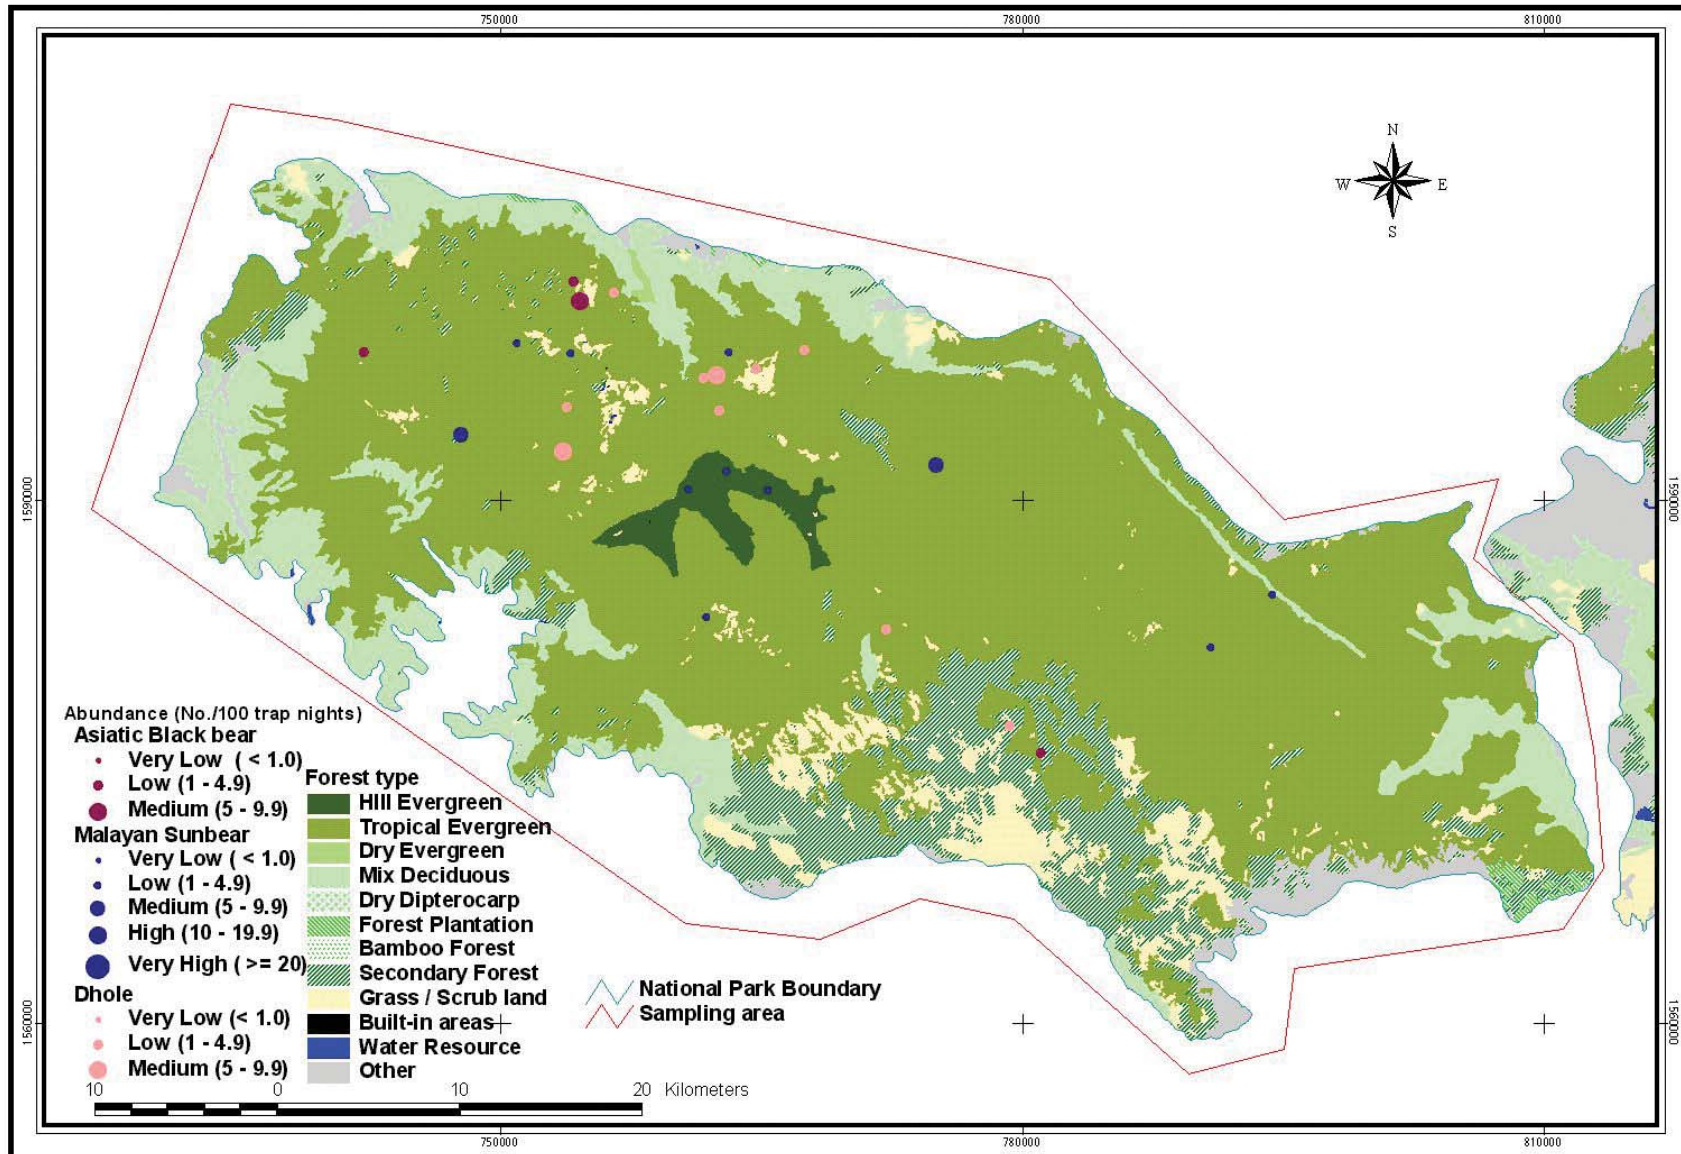 750000 780000 810000
N
W E
S
1590000 1590000
Abundance (No./100 trap nights)
Asiatic Black bear
Very Low ( < 1.0)
Low (1 - 4.9)
Medium (5 - 9.9)
Malayan Sunbear
Very Low ( < 1.0)
Low (1 - 4.9)
Medium (5 - 9.9)
High (10 - 19.9)
Very High ( >= 20)
Dhole
Very Low (< 1.0)
Low (1 - 4.9)
Medium (5 - 9.9)
Forest type
HIll Evergreen
Tropical Evergreen
Dry Evergreen
Mix Deciduous
Dry Dipterocarp
Forest Plantation
Bamboo Forest
Secondary Forest
Grass / Scrub land
Built-in areas
Water Resource
Other
National Park Boundary
Sampling area
1560000 1560000
10 0 10 20 Kilometers
750000 780000 810000